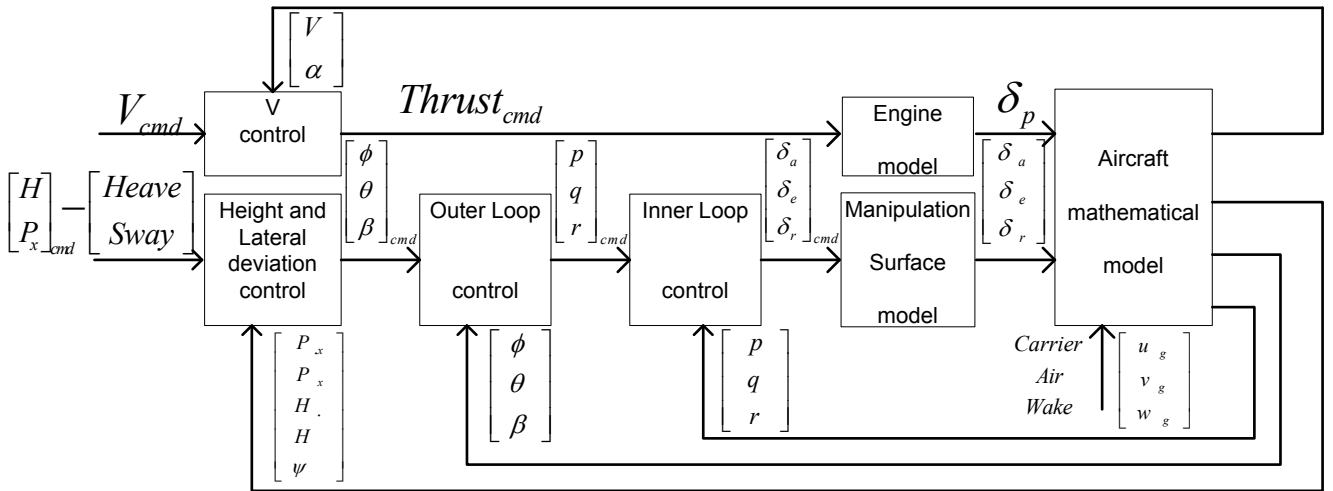 V
α
V
control
V_cmd
Thrust_cmd
Engine
model
δ_p
Aircraft
mathematical
model
H
P_x cmd
−
Heave
Sway
Height and
Lateral
deviation
control
ϕ
θ
β cmd
Outer Loop
control
p
q
r cmd
Inner Loop
control
δ_a
δ_e
δ_r cmd
Manipulation
Surface
model
δ_a
δ_e
δ_r
P_.x
P_x
H .
H
ψ
ϕ
θ
β
p
q
r
Carrier
Air
Wake
u_g
v_g
w_g